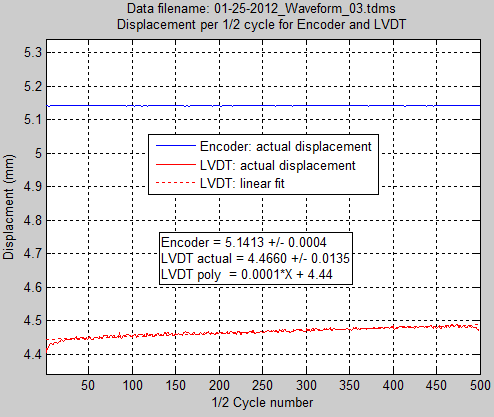 Data filename: 01-25-2012_Waveform_03.tdms
Displacement per 1/2 cycle for Encoder and LVDT
5.3
5.2
5.1
5
4.9
4.8
4.7
4.6
4.5
4.4
Displacment (mm)
Encoder: actual displacement
LVDT: actual displacement
LVDT: linear fit
Encoder = 5.1413 +/- 0.0004
LVDT actual = 4.4660 +/- 0.0135
LVDT poly = 0.0001*X + 4.44
50 100 150 200 250 300 350 400 450 500
1/2 Cycle number